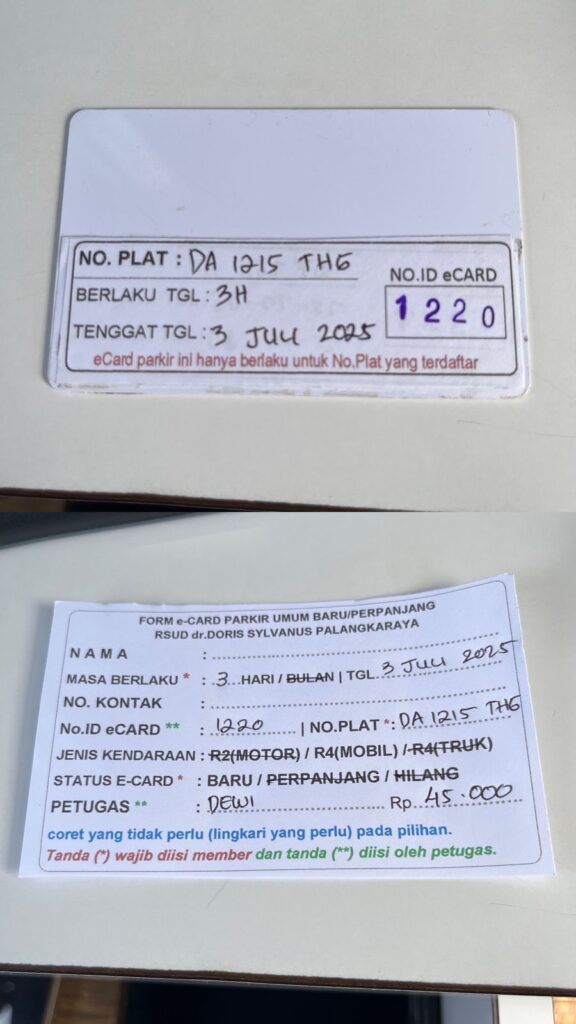 NO. PLAT : DA 1215 THG
BERLAKU TGL : 3H
TENGGAT TGL : 3 JULI 2025
NO.ID eCARD
1220
eCard parkir ini hanya berlaku untuk No.Plat yang terdaftar
FORM e-CARD PARKIR UMUM BARU/PERPANJANG
RSUD dr.DORIS SYLVANUS PALANGKARAYA
N A M A :
MASA BERLAKU * : 3 HARI / BULAN | TGL 3 JULI 2025
NO. KONTAK :
No.ID eCARD ** : 1220 | NO.PLAT * : DA 1215 THG
JENIS KENDARAAN : R2(MOTOR) / R4(MOBIL) / R4(TRUK)
STATUS E-CARD * : BARU / PERPANJANG / HILANG
PETUGAS ** : DEWI Rp. 45.000
coret yang tidak perlu (lingkari yang perlu) pada pilihan.
Tanda (*) wajib diisi member dan tanda (**) diisi oleh petugas.